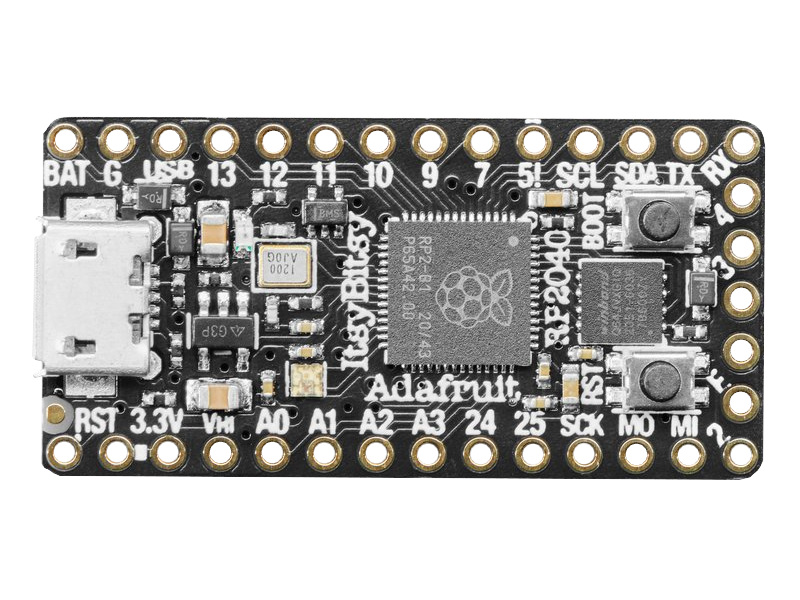 BAT G USB 13 12 11 10 9 7 5! SCL SDA TX RX
4
3
F
2
BOOT
ItsyBitsy
RP2-B1 20/43
P65A42.00
RP2040
1200
AJ0G
G3P
Adafruit
RST
RST 3.3V VHI A0 A1 A2 A3 24 25 SCK MO MI